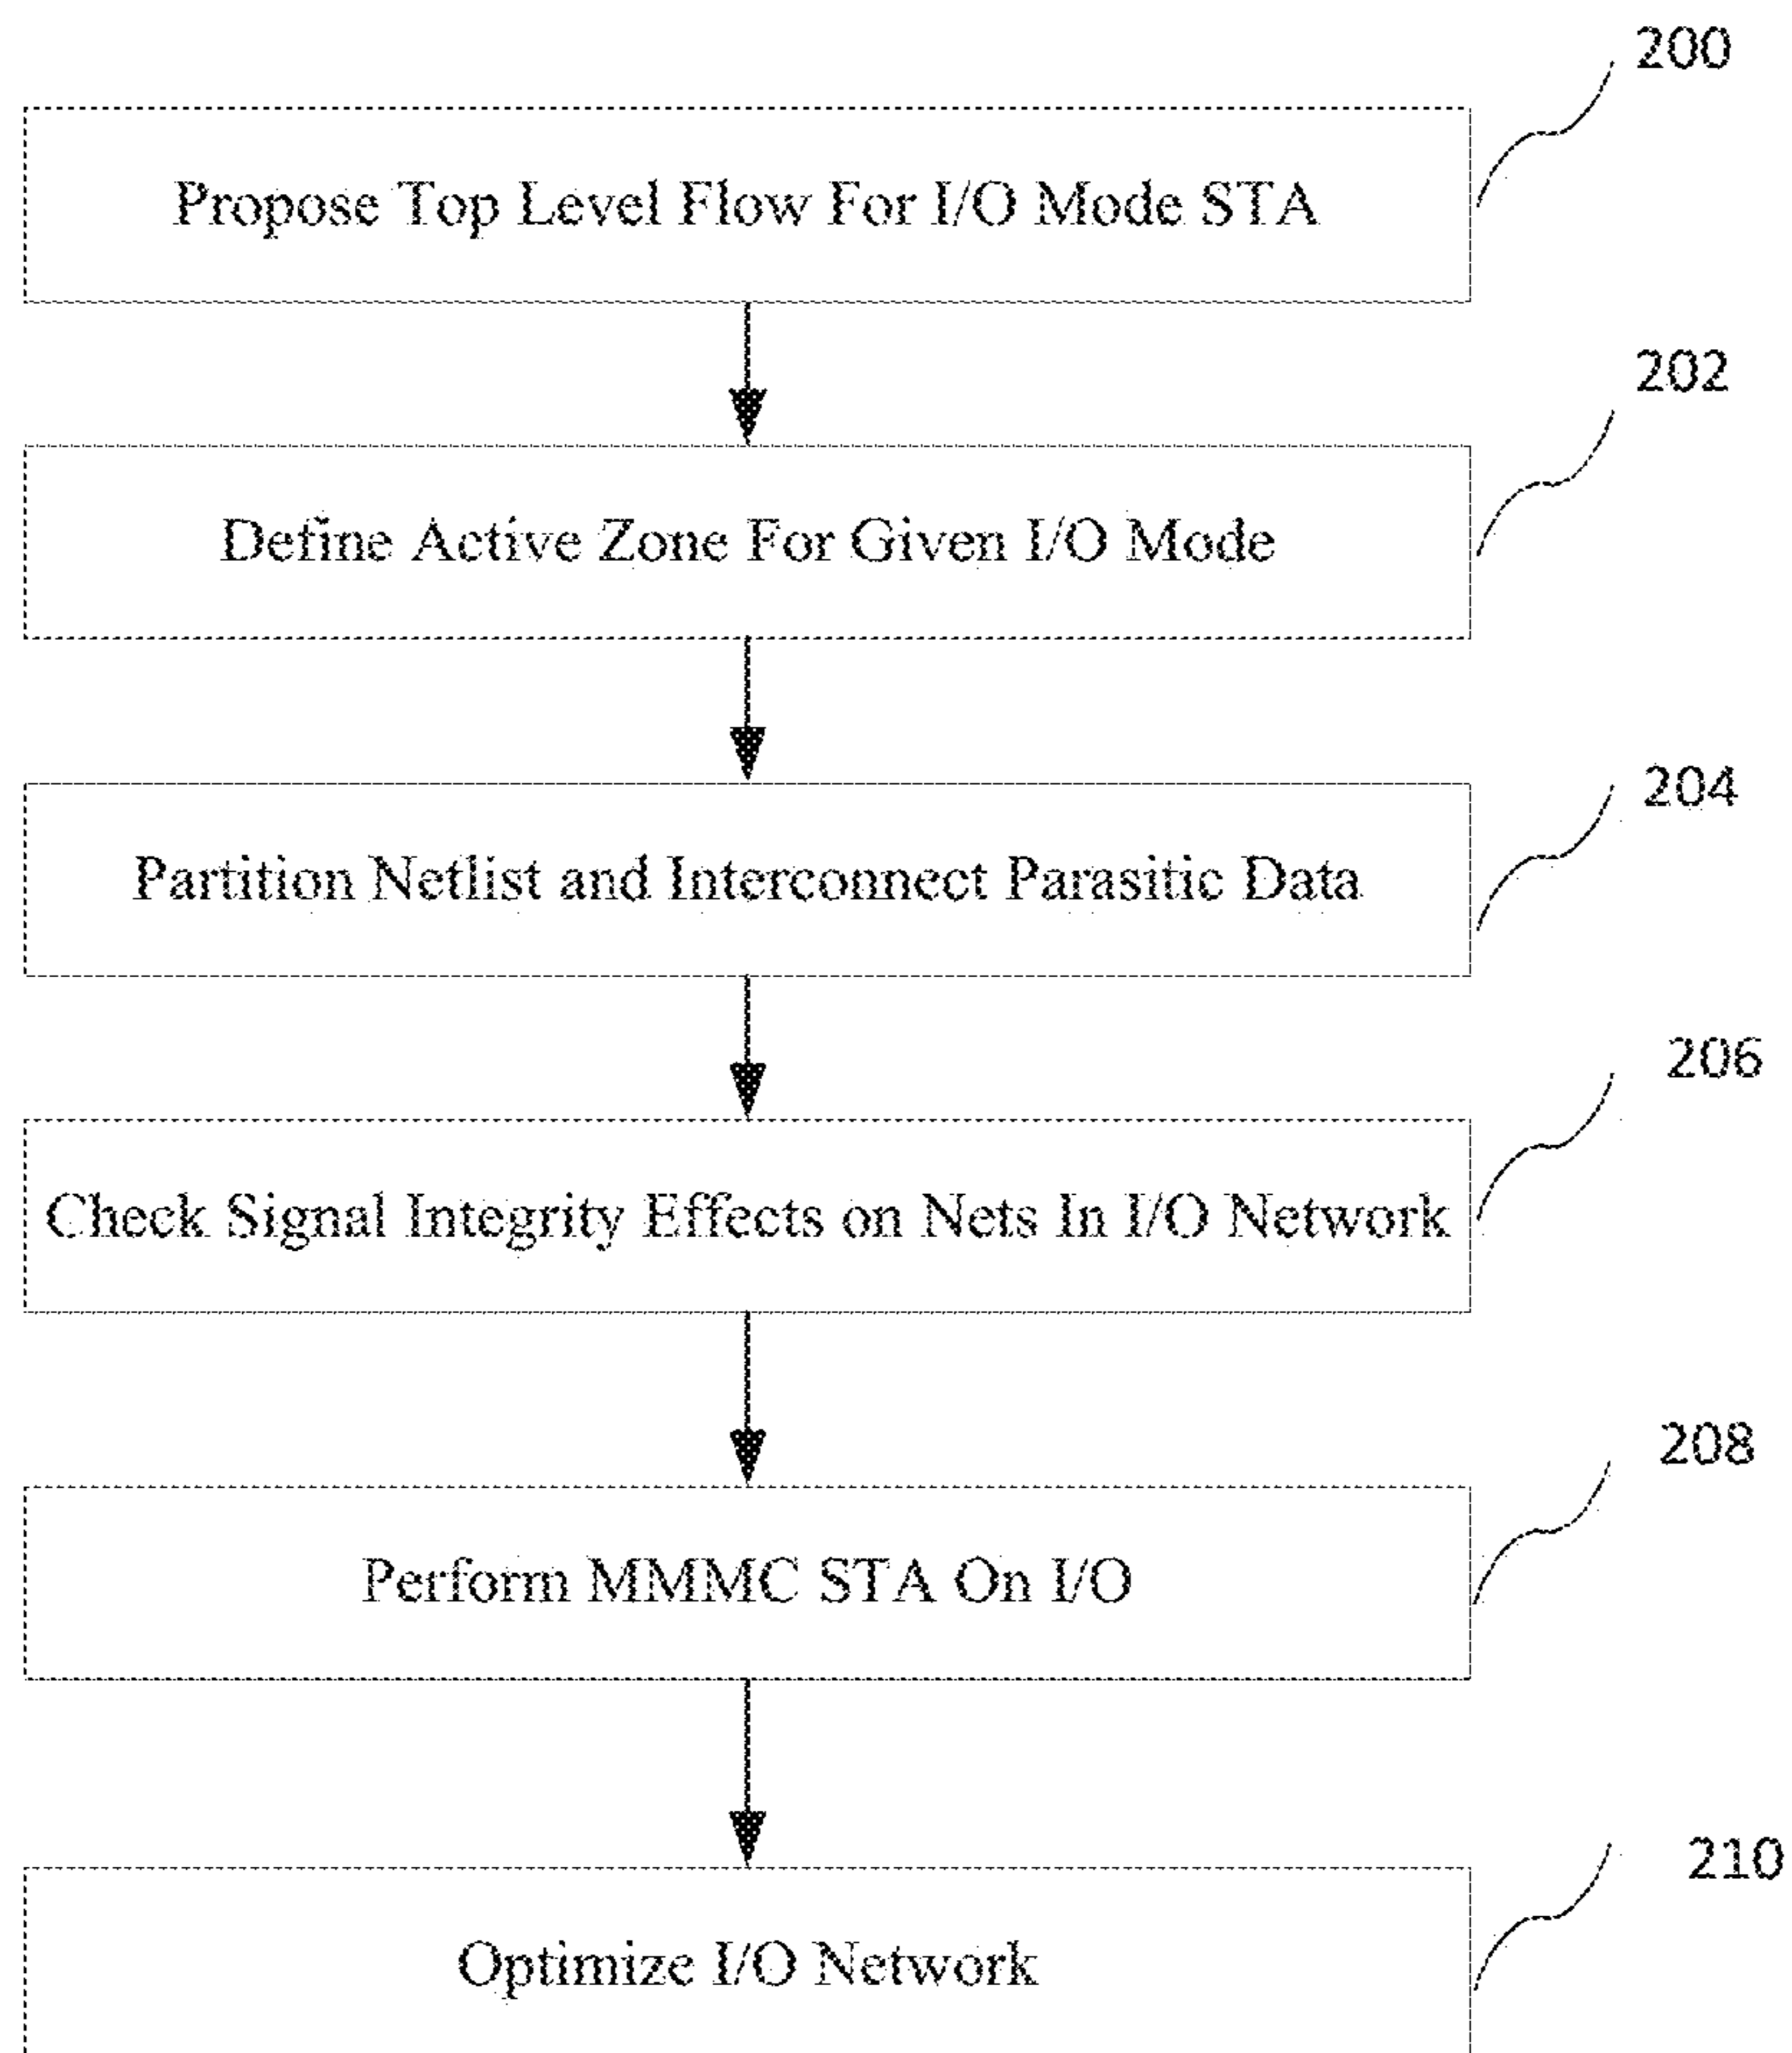 200
Propose Top Level Flow For I/O Mode STA
202
Define Active Zone For Given I/O Mode
204
Partition Netlist and Interconnect Parasitic Data
206
Check Signal Integrity Effects on Nets In I/O Network
208
Perform MMMC STA On I/O
210
Optimize I/O Network